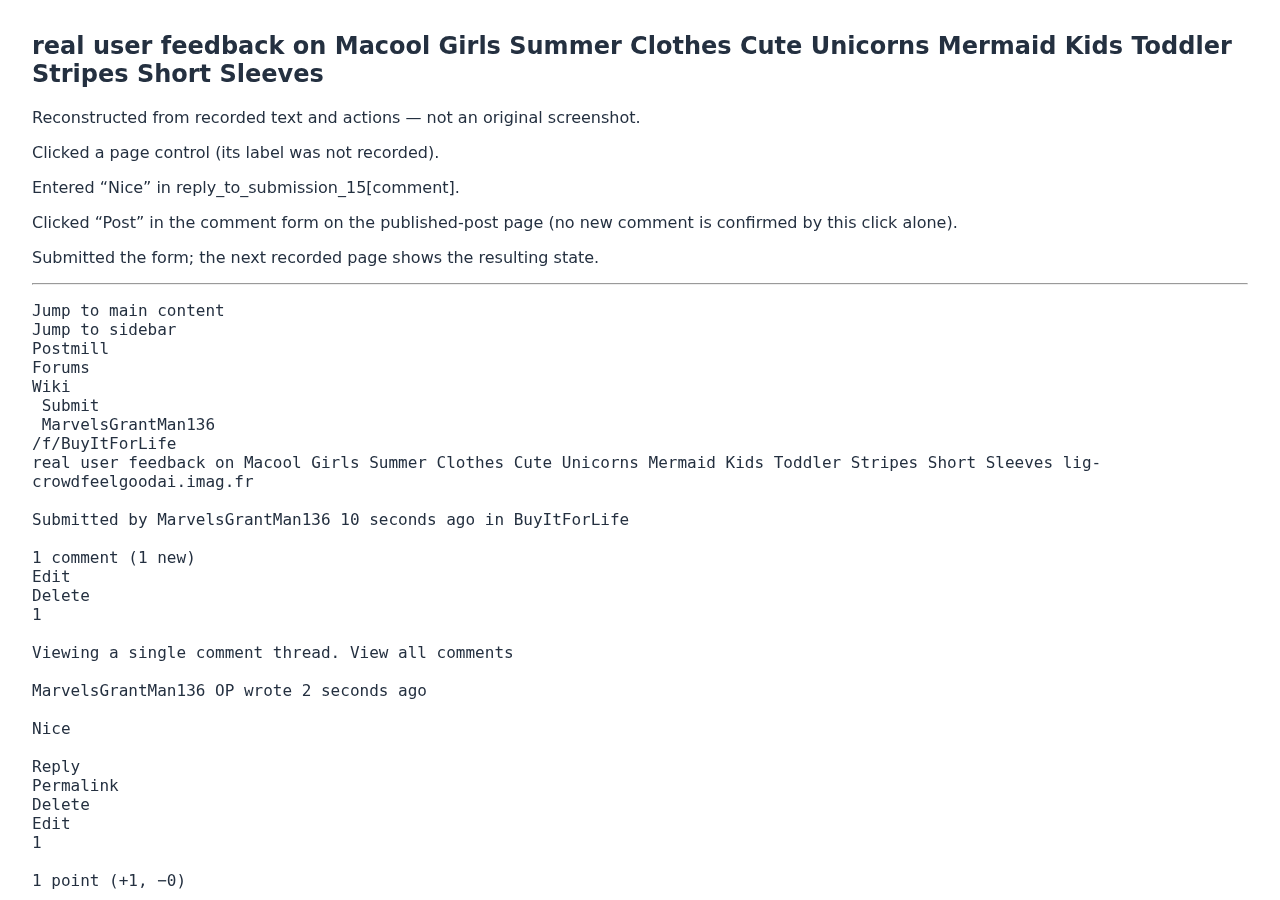 real user feedback on Macool Girls Summer Clothes Cute Unicorns Mermaid Kids Toddler
Stripes Short Sleeves
Reconstructed from recorded text and actions — not an original screenshot.
Clicked a page control (its label was not recorded).
Entered “Nice” in reply_to_submission_15[comment].
Clicked “Post” in the comment form on the published-post page (no new comment is confirmed by this click alone).
Submitted the form; the next recorded page shows the resulting state.
Jump to main content
Jump to sidebar
Postmill
Forums
Wiki
Submit
MarvelsGrantMan136
/f/BuyItForLife
real user feedback on Macool Girls Summer Clothes Cute Unicorns Mermaid Kids Toddler Stripes Short Sleeves lig-
crowdfeelgoodai.imag.fr
Submitted by MarvelsGrantMan136 10 seconds ago in BuyItForLife
1 comment (1 new)
Edit
Delete
1
Viewing a single comment thread. View all comments
MarvelsGrantMan136 OP wrote 2 seconds ago
Nice
Reply
Permalink
Delete
Edit
1
1 point (+1, −0)